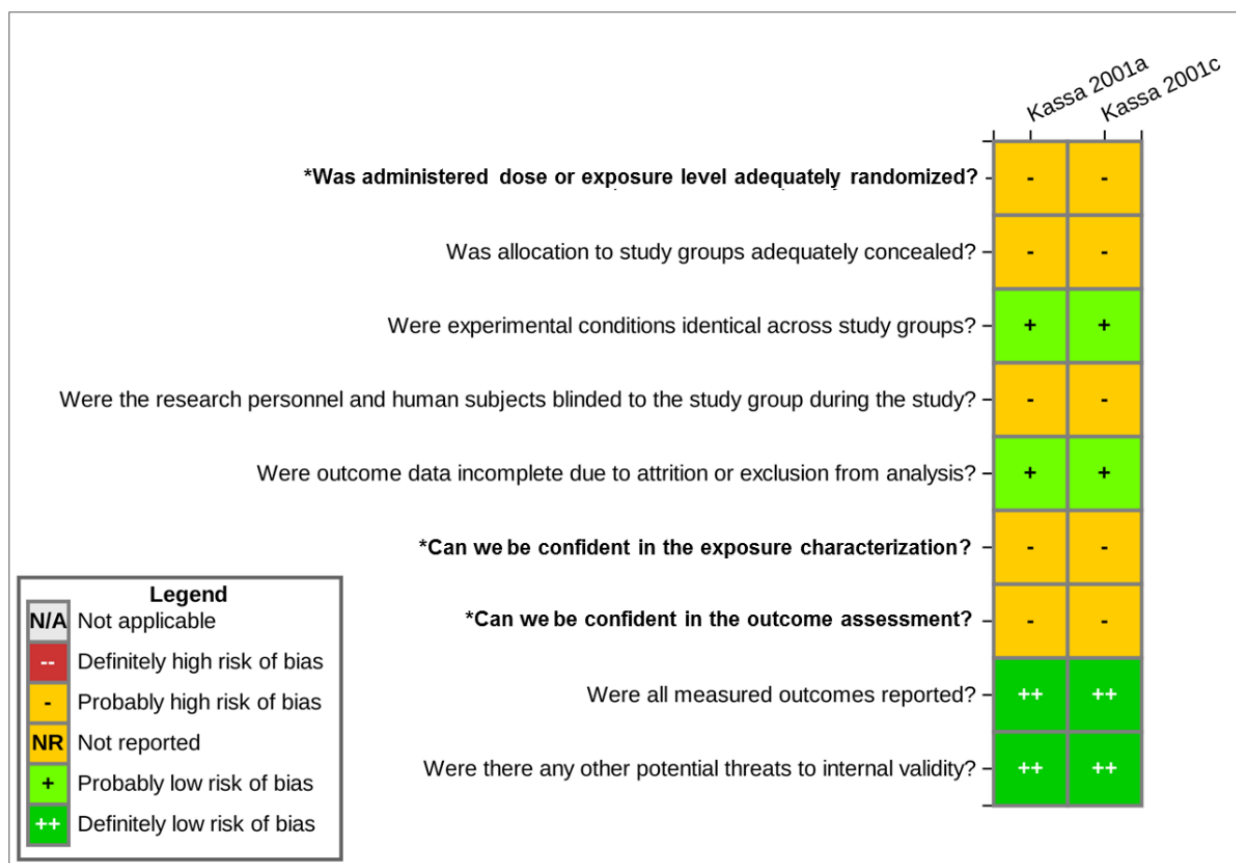 Kassa 2001a
Kassa 2001c
*Was administered dose or exposure level adequately randomized?
- -
Was allocation to study groups adequately concealed?
- -
Were experimental conditions identical across study groups?
+ +
Were the research personnel and human subjects blinded to the study group during the study?
- -
Were outcome data incomplete due to attrition or exclusion from analysis?
+ +
*Can we be confident in the exposure characterization?
- -
*Can we be confident in the outcome assessment?
- -
Were all measured outcomes reported?
++ ++
Were there any other potential threats to internal validity?
++ ++
Legend
N/A Not applicable
-- Definitely high risk of bias
- Probably high risk of bias
NR Not reported
+ Probably low risk of bias
++ Definitely low risk of bias